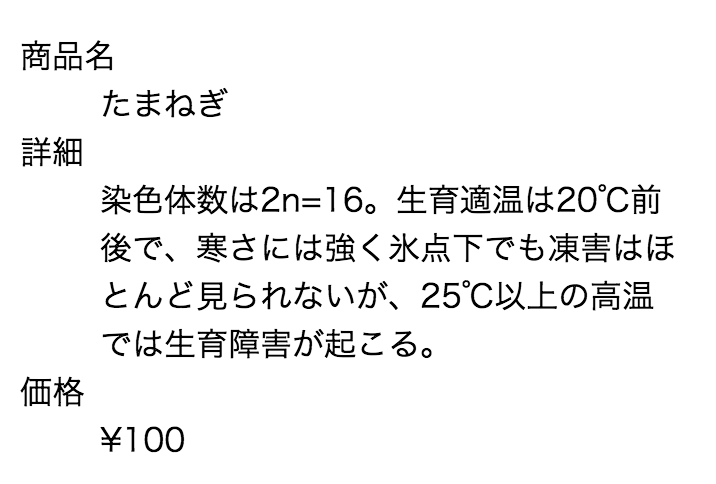 商品名
たまねぎ
詳細
染色体数は2n=16。生育適温は20℃前
後で、寒さには強く氷点下でも凍害はほ
とんど見られないが、25℃以上の高温
では生育障害が起こる。
価格
¥100